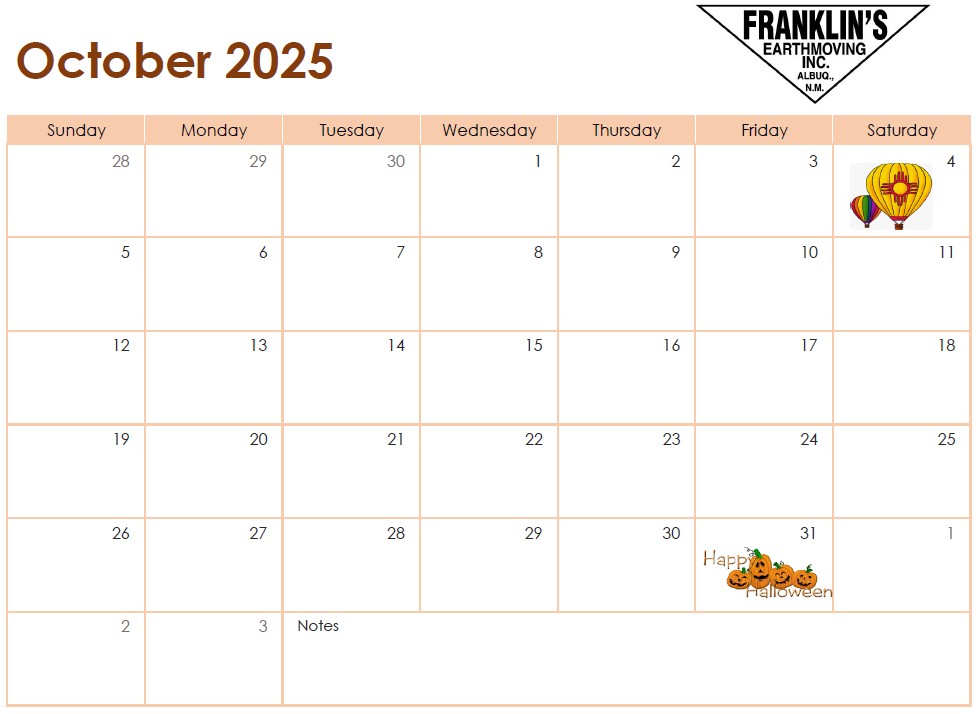 October 2025
FRANKLIN'S
EARTHMOVING
INC.
ALBUQ.,
N.M.
Sunday Monday Tuesday Wednesday Thursday Friday Saturday
28 29 30 1 2 3 4
5 6 7 8 9 10 11
12 13 14 15 16 17 18
19 20 21 22 23 24 25
26 27 28 29 30 31 1
Happy
Halloween
2 3 Notes